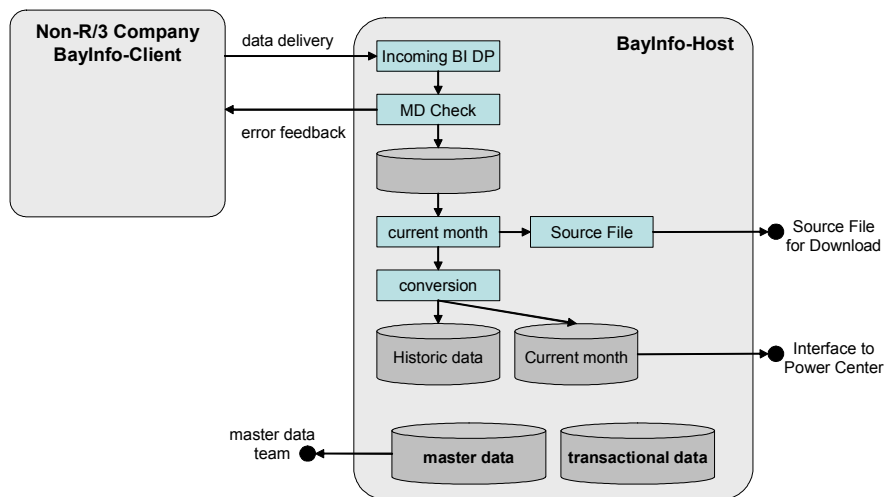 Non-R/3 Company
BayInfo-Client
data delivery
error feedback
BayInfo-Host
Incoming BI DP
MD Check
current month
Source File
Source File
for Download
conversion
Historic data
Current month
Interface to
Power Center
master data
team
master data
transactional data